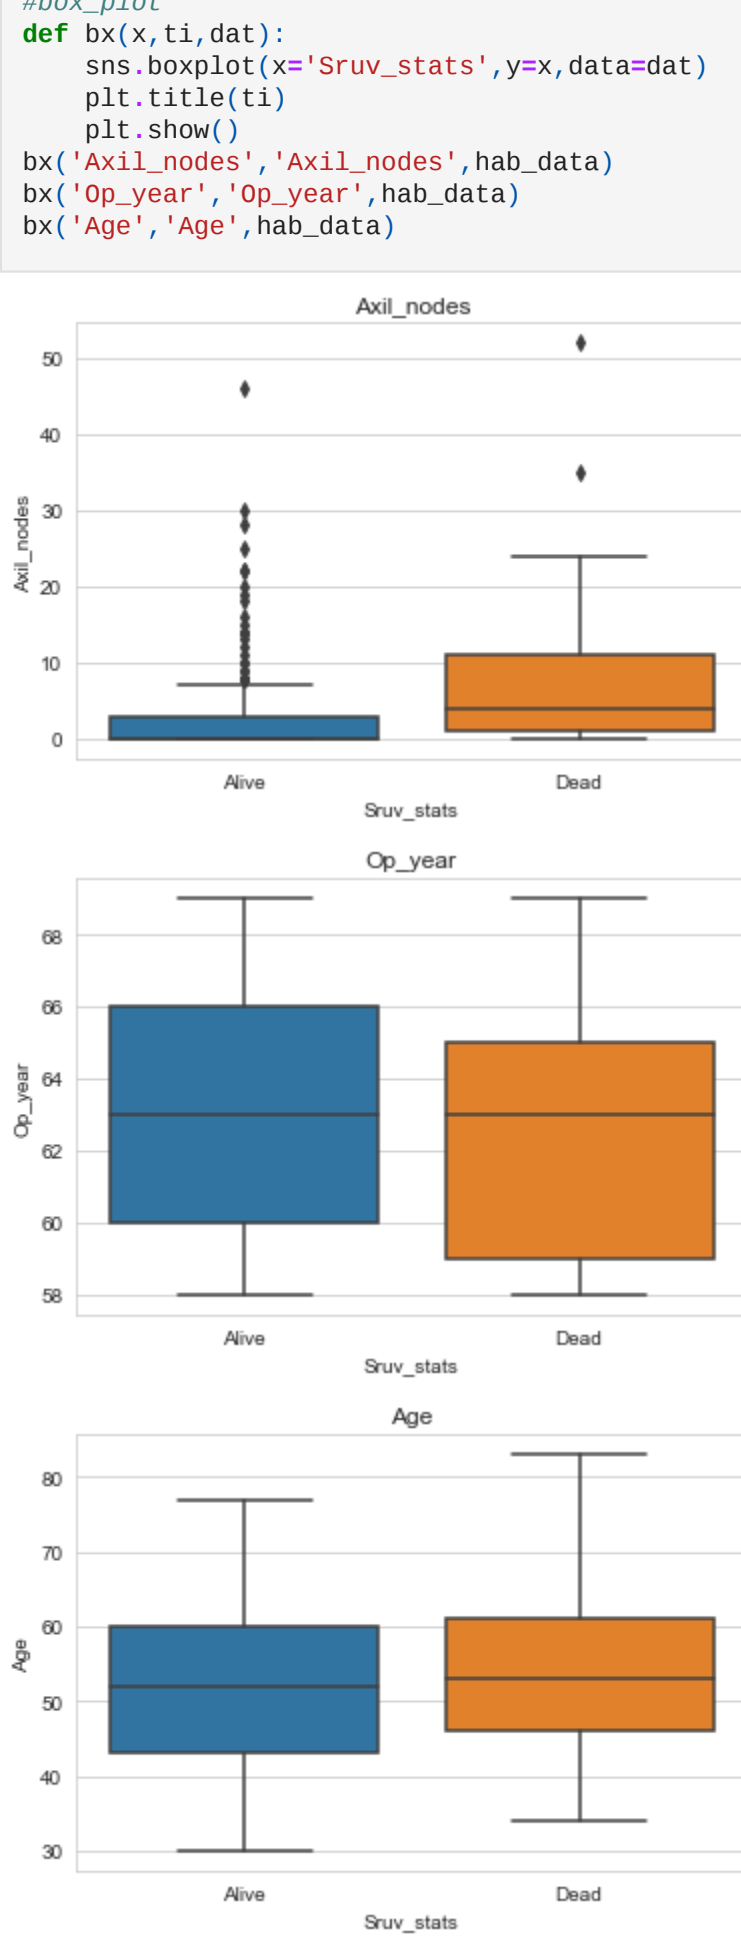 #box_plot
def bx(x,ti,dat):
    sns.boxplot(x='Sruv_stats',y=x,data=dat)
    plt.title(ti)
    plt.show()
bx('Axil_nodes','Axil_nodes',hab_data)
bx('Op_year','Op_year',hab_data)
bx('Age','Age',hab_data)
Axil_nodes
50
40
30
20
10
0
Axil_nodes
Alive
Dead
Sruv_stats
Op_year
68
66
64
62
60
58
Op_year
Alive
Dead
Sruv_stats
Age
80
70
60
50
40
30
Age
Alive
Dead
Sruv_stats